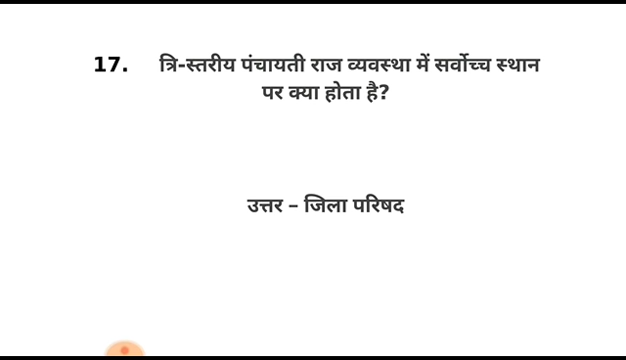 17. त्रि-स्तरीय पंचायती राज व्यवस्था में सर्वोच्च स्थान
पर क्या होता है?
उत्तर – जिला परिषद